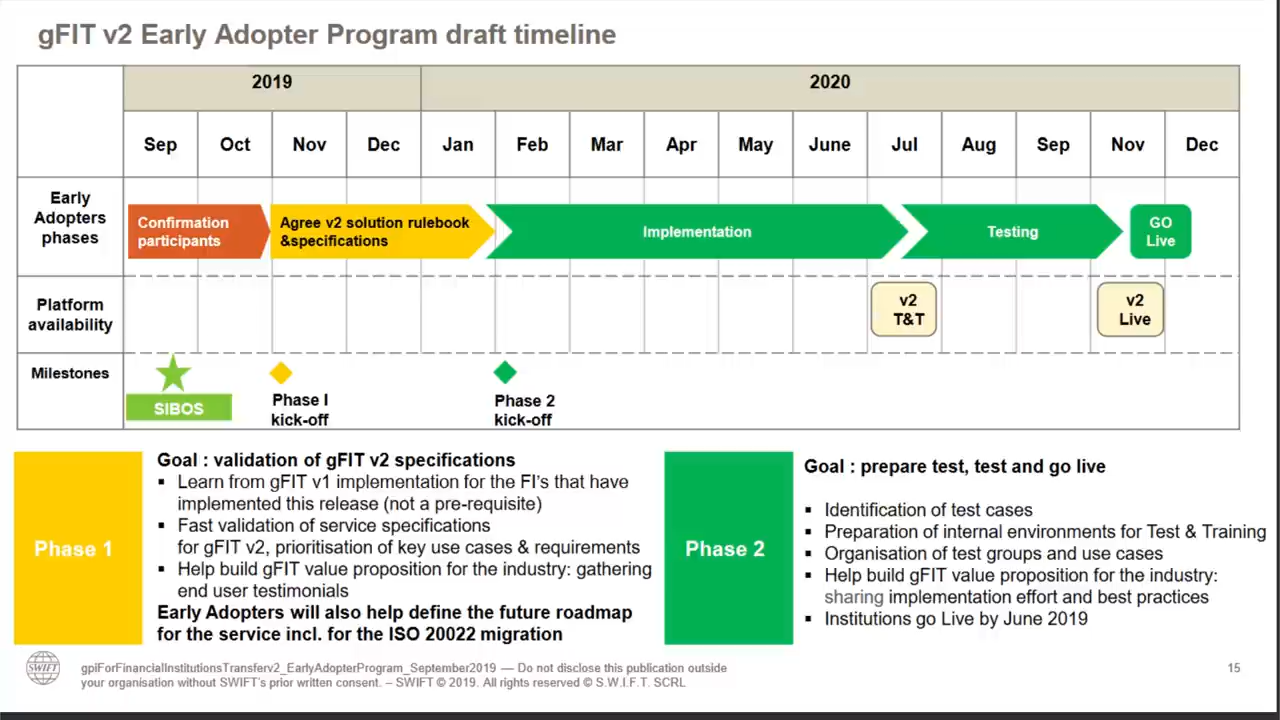 gFIT v2 Early Adopter Program draft timeline
2019
2020
Sep
Oct
Nov
Dec
Jan
Feb
Mar
Apr
May
June
Jul
Aug
Sep
Nov
Dec
Early
Adopters
phases
Confirmation
participants
Agree v2 solution rulebook
&specifications
Implementation
Testing
GO
Live
Platform
availability
v2
T&T
v2
Live
Milestones
SIBOS
Phase I
kick-off
Phase 2
kick-off
Phase 1
Goal : validation of gFIT v2 specifications
▪ Learn from gFIT v1 implementation for the FI's that have
implemented this release (not a pre-requisite)
▪ Fast validation of service specifications
for gFIT v2, prioritisation of key use cases & requirements
▪ Help build gFIT value proposition for the industry: gathering
end user testimonials
Early Adopters will also help define the future roadmap
for the service incl. for the ISO 20022 migration
Phase 2
Goal : prepare test, test and go live
▪ Identification of test cases
▪ Preparation of internal environments for Test & Training
▪ Organisation of test groups and use cases
▪ Help build gFIT value proposition for the industry:
sharing implementation effort and best practices
▪ Institutions go Live by June 2019
SWIFT
gpiForFinancialInstitutionsTransferv2_EarlyAdopterProgram_September2019 — Do not disclose this publication outside
your organisation without SWIFT's prior written consent. – SWIFT © 2019. All rights reserved © S.W.I.F.T. SCRL
15